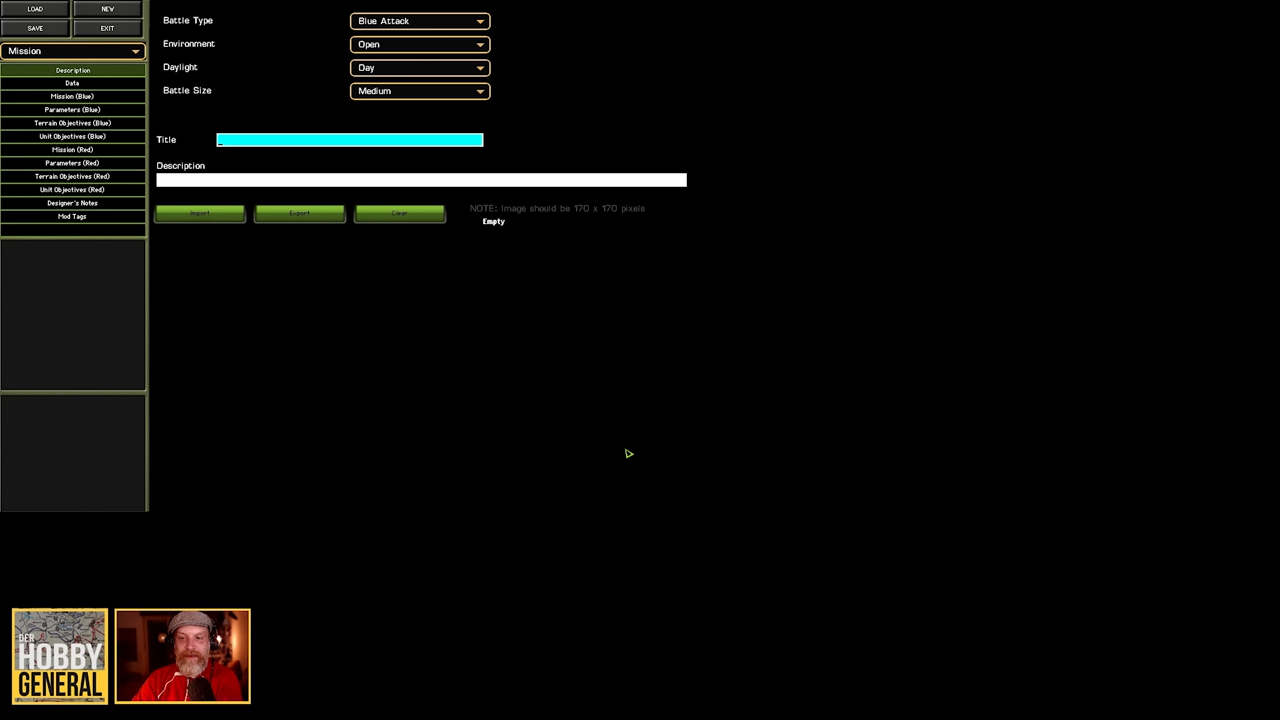 LOAD
NEW
SAVE
EXIT
Mission
Description
Data
Mission (Blue)
Parameters (Blue)
Terrain Objectives (Blue)
Unit Objectives (Blue)
Mission (Red)
Parameters (Red)
Terrain Objectives (Red)
Unit Objectives (Red)
Designer's Notes
Mod Tags
Battle Type
Blue Attack
Environment
Open
Daylight
Day
Battle Size
Medium
Title
Description
Import
Export
Clear
NOTE: Image should be 170 x 170 pixels
Empty
DER
HOBBY
GENERAL